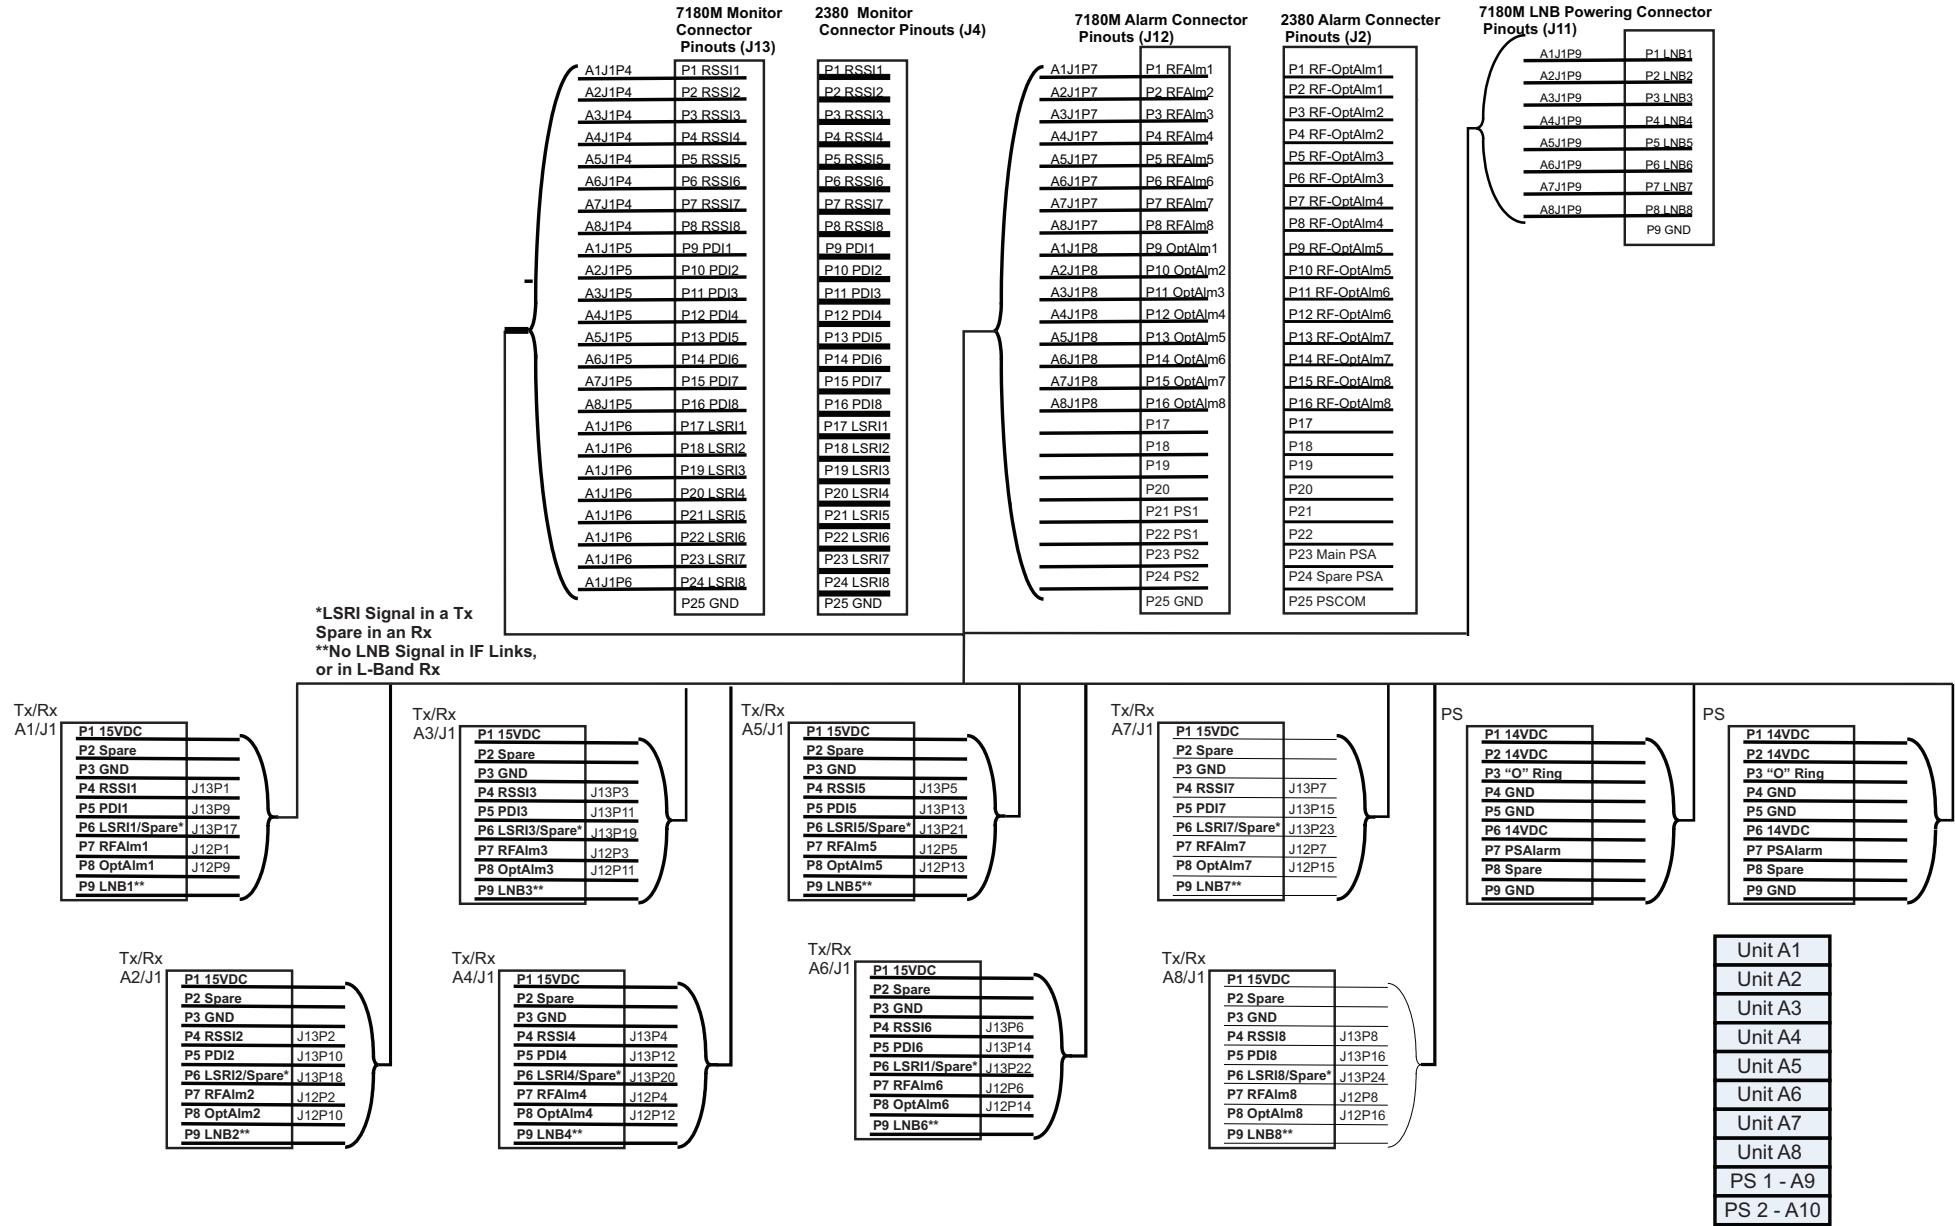 7180M Monitor
Connector
Pinouts (J13)
A1J1P4 P1 RSSI1
A2J1P4 P2 RSSI2
A3J1P4 P3 RSSI3
A4J1P4 P4 RSSI4
A5J1P4 P5 RSSI5
A6J1P4 P6 RSSI6
A7J1P4 P7 RSSI7
A8J1P4 P8 RSSI8
A1J1P5 P9 PDI1
A2J1P5 P10 PDI2
A3J1P5 P11 PDI3
A4J1P5 P12 PDI4
A5J1P5 P13 PDI5
A6J1P5 P14 PDI6
A7J1P5 P15 PDI7
A8J1P5 P16 PDI8
A1J1P6 P17 LSRI1
A1J1P6 P18 LSRI2
A1J1P6 P19 LSRI3
A1J1P6 P20 LSRI4
A1J1P6 P21 LSRI5
A1J1P6 P22 LSRI6
A1J1P6 P23 LSRI7
A1J1P6 P24 LSRI8
P25 GND
2380 Monitor
Connector Pinouts (J4)
P1 RSSI1
P2 RSSI2
P3 RSSI3
P4 RSSI4
P5 RSSI5
P6 RSSI6
P7 RSSI7
P8 RSSI8
P9 PDI1
P10 PDI2
P11 PDI3
P12 PDI4
P13 PDI5
P14 PDI6
P15 PDI7
P16 PDI8
P17 LSRI1
P18 LSRI2
P19 LSRI3
P20 LSRI4
P21 LSRI5
P22 LSRI6
P23 LSRI7
P24 LSRI8
P25 GND
7180M Alarm Connector
Pinouts (J12)
A1J1P7 P1 RFAlm1
A2J1P7 P2 RFAlm2
A3J1P7 P3 RFAlm3
A4J1P7 P4 RFAlm4
A5J1P7 P5 RFAlm5
A6J1P7 P6 RFAlm6
A7J1P7 P7 RFAlm7
A8J1P7 P8 RFAlm8
A1J1P8 P9 OptAlm1
A2J1P8 P10 OptAlm2
A3J1P8 P11 OptAlm3
A4J1P8 P12 OptAlm4
A5J1P8 P13 OptAlm5
A6J1P8 P14 OptAlm6
A7J1P8 P15 OptAlm7
A8J1P8 P16 OptAlm8
P17
P18
P19
P20
P21 PS1
P22 PS1
P23 PS2
P24 PS2
P25 GND
2380 Alarm Connecter
Pinouts (J2)
P1 RF-OptAlm1
P2 RF-OptAlm1
P3 RF-OptAlm2
P4 RF-OptAlm2
P5 RF-OptAlm3
P6 RF-OptAlm3
P7 RF-OptAlm4
P8 RF-OptAlm4
P9 RF-OptAlm5
P10 RF-OptAlm5
P11 RF-OptAlm6
P12 RF-OptAlm6
P13 RF-OptAlm7
P14 RF-OptAlm7
P15 RF-OptAlm8
P16 RF-OptAlm8
P17
P18
P19
P20
P21
P22
P23 Main PSA
P24 Spare PSA
P25 PSCOM
7180M LNB Powering Connector
Pinouts (J11)
A1J1P9 P1 LNB1
A2J1P9 P2 LNB2
A3J1P9 P3 LNB3
A4J1P9 P4 LNB4
A5J1P9 P5 LNB5
A6J1P9 P6 LNB6
A7J1P9 P7 LNB7
A8J1P9 P8 LNB8
P9 GND
*LSRI Signal in a Tx
Spare in an Rx
**No LNB Signal in IF Links,
or in L-Band Rx
Tx/Rx
A1/J1
P1 15VDC
P2 Spare
P3 GND
P4 RSSI1 J13P1
P5 PDI1 J13P9
P6 LSRI1/Spare* J13P17
P7 RFAlm1 J12P1
P8 OptAlm1 J12P9
P9 LNB1**
Tx/Rx
A3/J1
P1 15VDC
P2 Spare
P3 GND
P4 RSSI3 J13P3
P5 PDI3 J13P11
P6 LSRI3/Spare* J13P19
P7 RFAlm3 J12P3
P8 OptAlm3 J12P11
P9 LNB3**
Tx/Rx
A5/J1
P1 15VDC
P2 Spare
P3 GND
P4 RSSI5 J13P5
P5 PDI5 J13P13
P6 LSRI5/Spare* J13P21
P7 RFAlm5 J12P5
P8 OptAlm5 J12P13
P9 LNB5**
Tx/Rx
A7/J1
P1 15VDC
P2 Spare
P3 GND
P4 RSSI7 J13P7
P5 PDI7 J13P15
P6 LSRI7/Spare* J13P23
P7 RFAlm7 J12P7
P8 OptAlm7 J12P15
P9 LNB7**
PS
P1 14VDC
P2 14VDC
P3 “O” Ring
P4 GND
P5 GND
P6 14VDC
P7 PSAlarm
P8 Spare
P9 GND
PS
P1 14VDC
P2 14VDC
P3 “O” Ring
P4 GND
P5 GND
P6 14VDC
P7 PSAlarm
P8 Spare
P9 GND
Tx/Rx
A2/J1
P1 15VDC
P2 Spare
P3 GND
P4 RSSI2 J13P2
P5 PDI2 J13P10
P6 LSRI2/Spare* J13P18
P7 RFAlm2 J12P2
P8 OptAlm2 J12P10
P9 LNB2**
Tx/Rx
A4/J1
P1 15VDC
P2 Spare
P3 GND
P4 RSSI4 J13P4
P5 PDI4 J13P12
P6 LSRI4/Spare* J13P20
P7 RFAlm4 J12P4
P8 OptAlm4 J12P12
P9 LNB4**
Tx/Rx
A6/J1
P1 15VDC
P2 Spare
P3 GND
P4 RSSI6 J13P6
P5 PDI6 J13P14
P6 LSRI1/Spare* J13P22
P7 RFAlm6 J12P6
P8 OptAlm6 J12P14
P9 LNB6**
Tx/Rx
A8/J1
P1 15VDC
P2 Spare
P3 GND
P4 RSSI8 J13P8
P5 PDI8 J13P16
P6 LSRI8/Spare* J13P24
P7 RFAlm8 J12P8
P8 OptAlm8 J12P16
P9 LNB8**
Unit A1
Unit A2
Unit A3
Unit A4
Unit A5
Unit A6
Unit A7
Unit A8
PS 1 - A9
PS 2 - A10